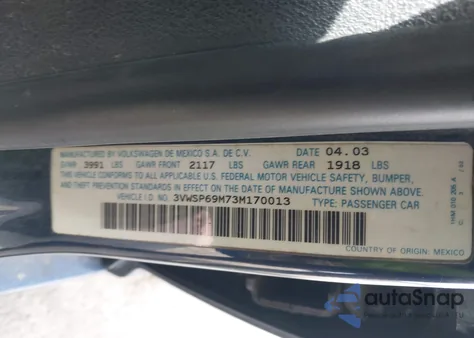 MANUFACTURED BY VOLKSWAGEN DE MEXICO S.A. DE C.V. DATE 04.03
GVWR 3991 LBS GAWR FRONT 2117 LBS GAWR REAR 1918 LBS
THIS VEHICLE CONFORMS TO ALL APPLICABLE U.S. FEDERAL MOTOR VEHICLE SAFETY, BUMPER,
AND THEFT PREVENTION STANDARDS IN EFFECT ON THE DATE OF MANUFACTURE SHOWN ABOVE.
VEHICLE I.D. NO. 3VWSP69M73M170013 TYPE: PASSENGER CAR
COUNTRY OF ORIGIN: MEXICO
autoSnap